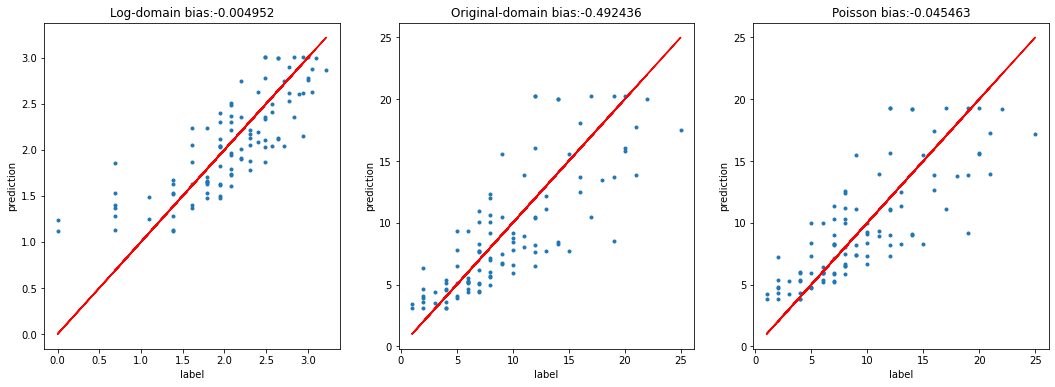 Log-domain bias:-0.004952
3.0
2.5
2.0
1.5
1.0
0.5
0.0
prediction
0.0 0.5 1.0 1.5 2.0 2.5 3.0
label
Original-domain bias:-0.492436
25
20
15
10
5
0
prediction
0 5 10 15 20 25
label
Poisson bias:-0.045463
25
20
15
10
5
0
prediction
0 5 10 15 20 25
label